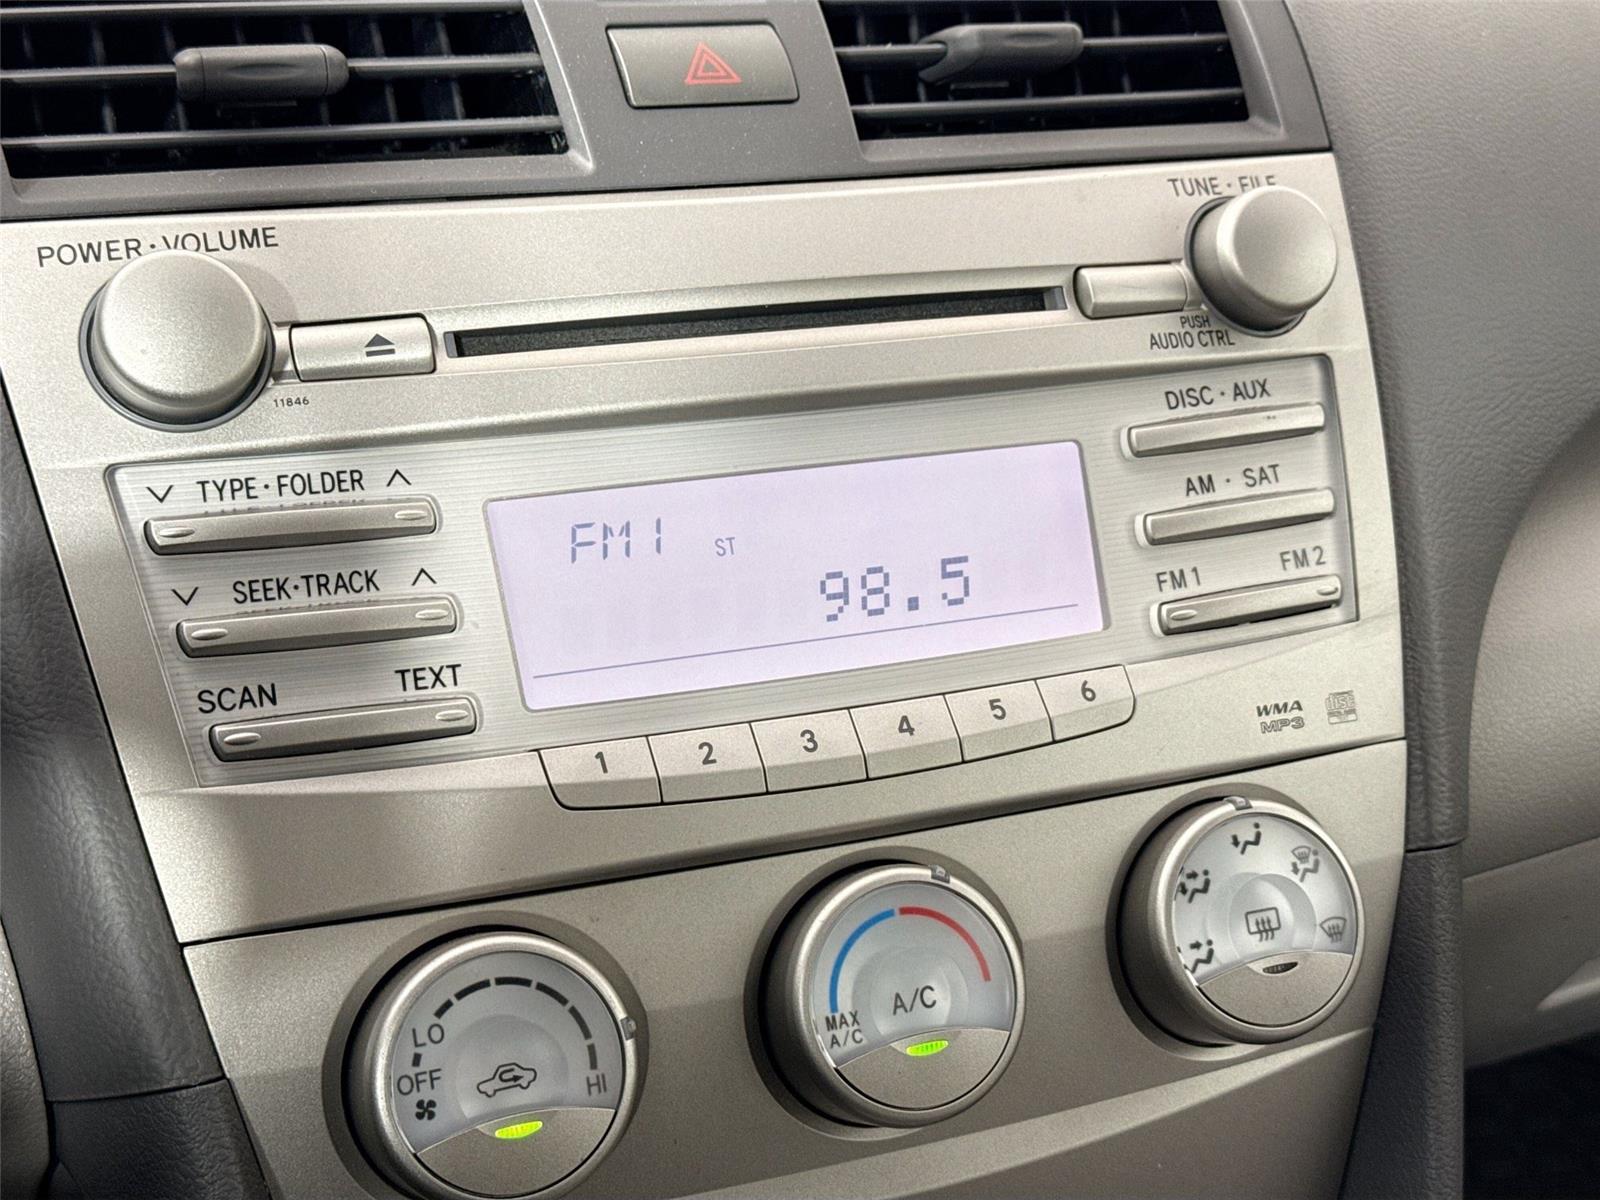 POWER・VOLUME
TUNE・FILE
PUSH
AUDIO CTRL
11846
DISC・AUX
∨ TYPE・FOLDER ∧
AM・SAT
FM1 ST
98.5
∨ SEEK・TRACK ∧
FM1 FM2
SCAN TEXT
1 2 3 4 5 6
WMA
MP3
LO
OFF
HI
A/C
MAX
A/C